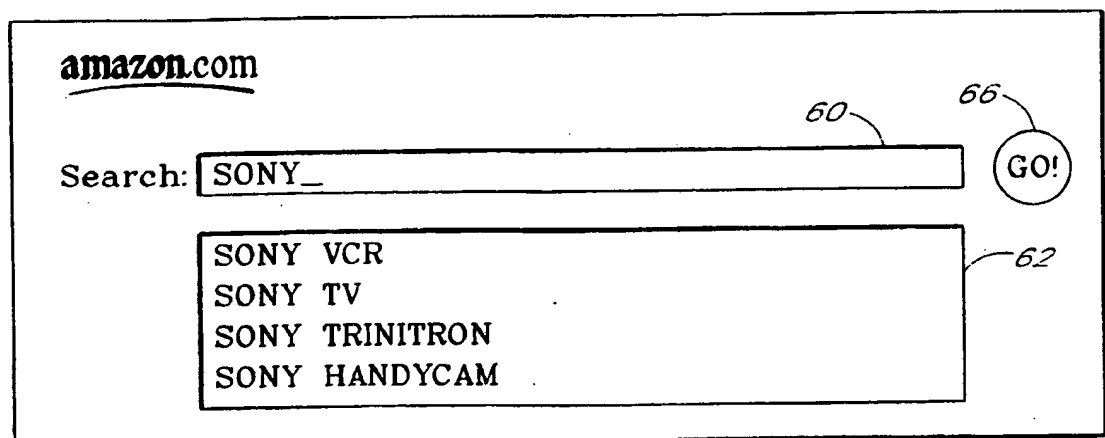 amazon.com
60
66
Search: SONY_ GO!
SONY VCR
62
SONY TV
SONY TRINITRON
SONY HANDYCAM